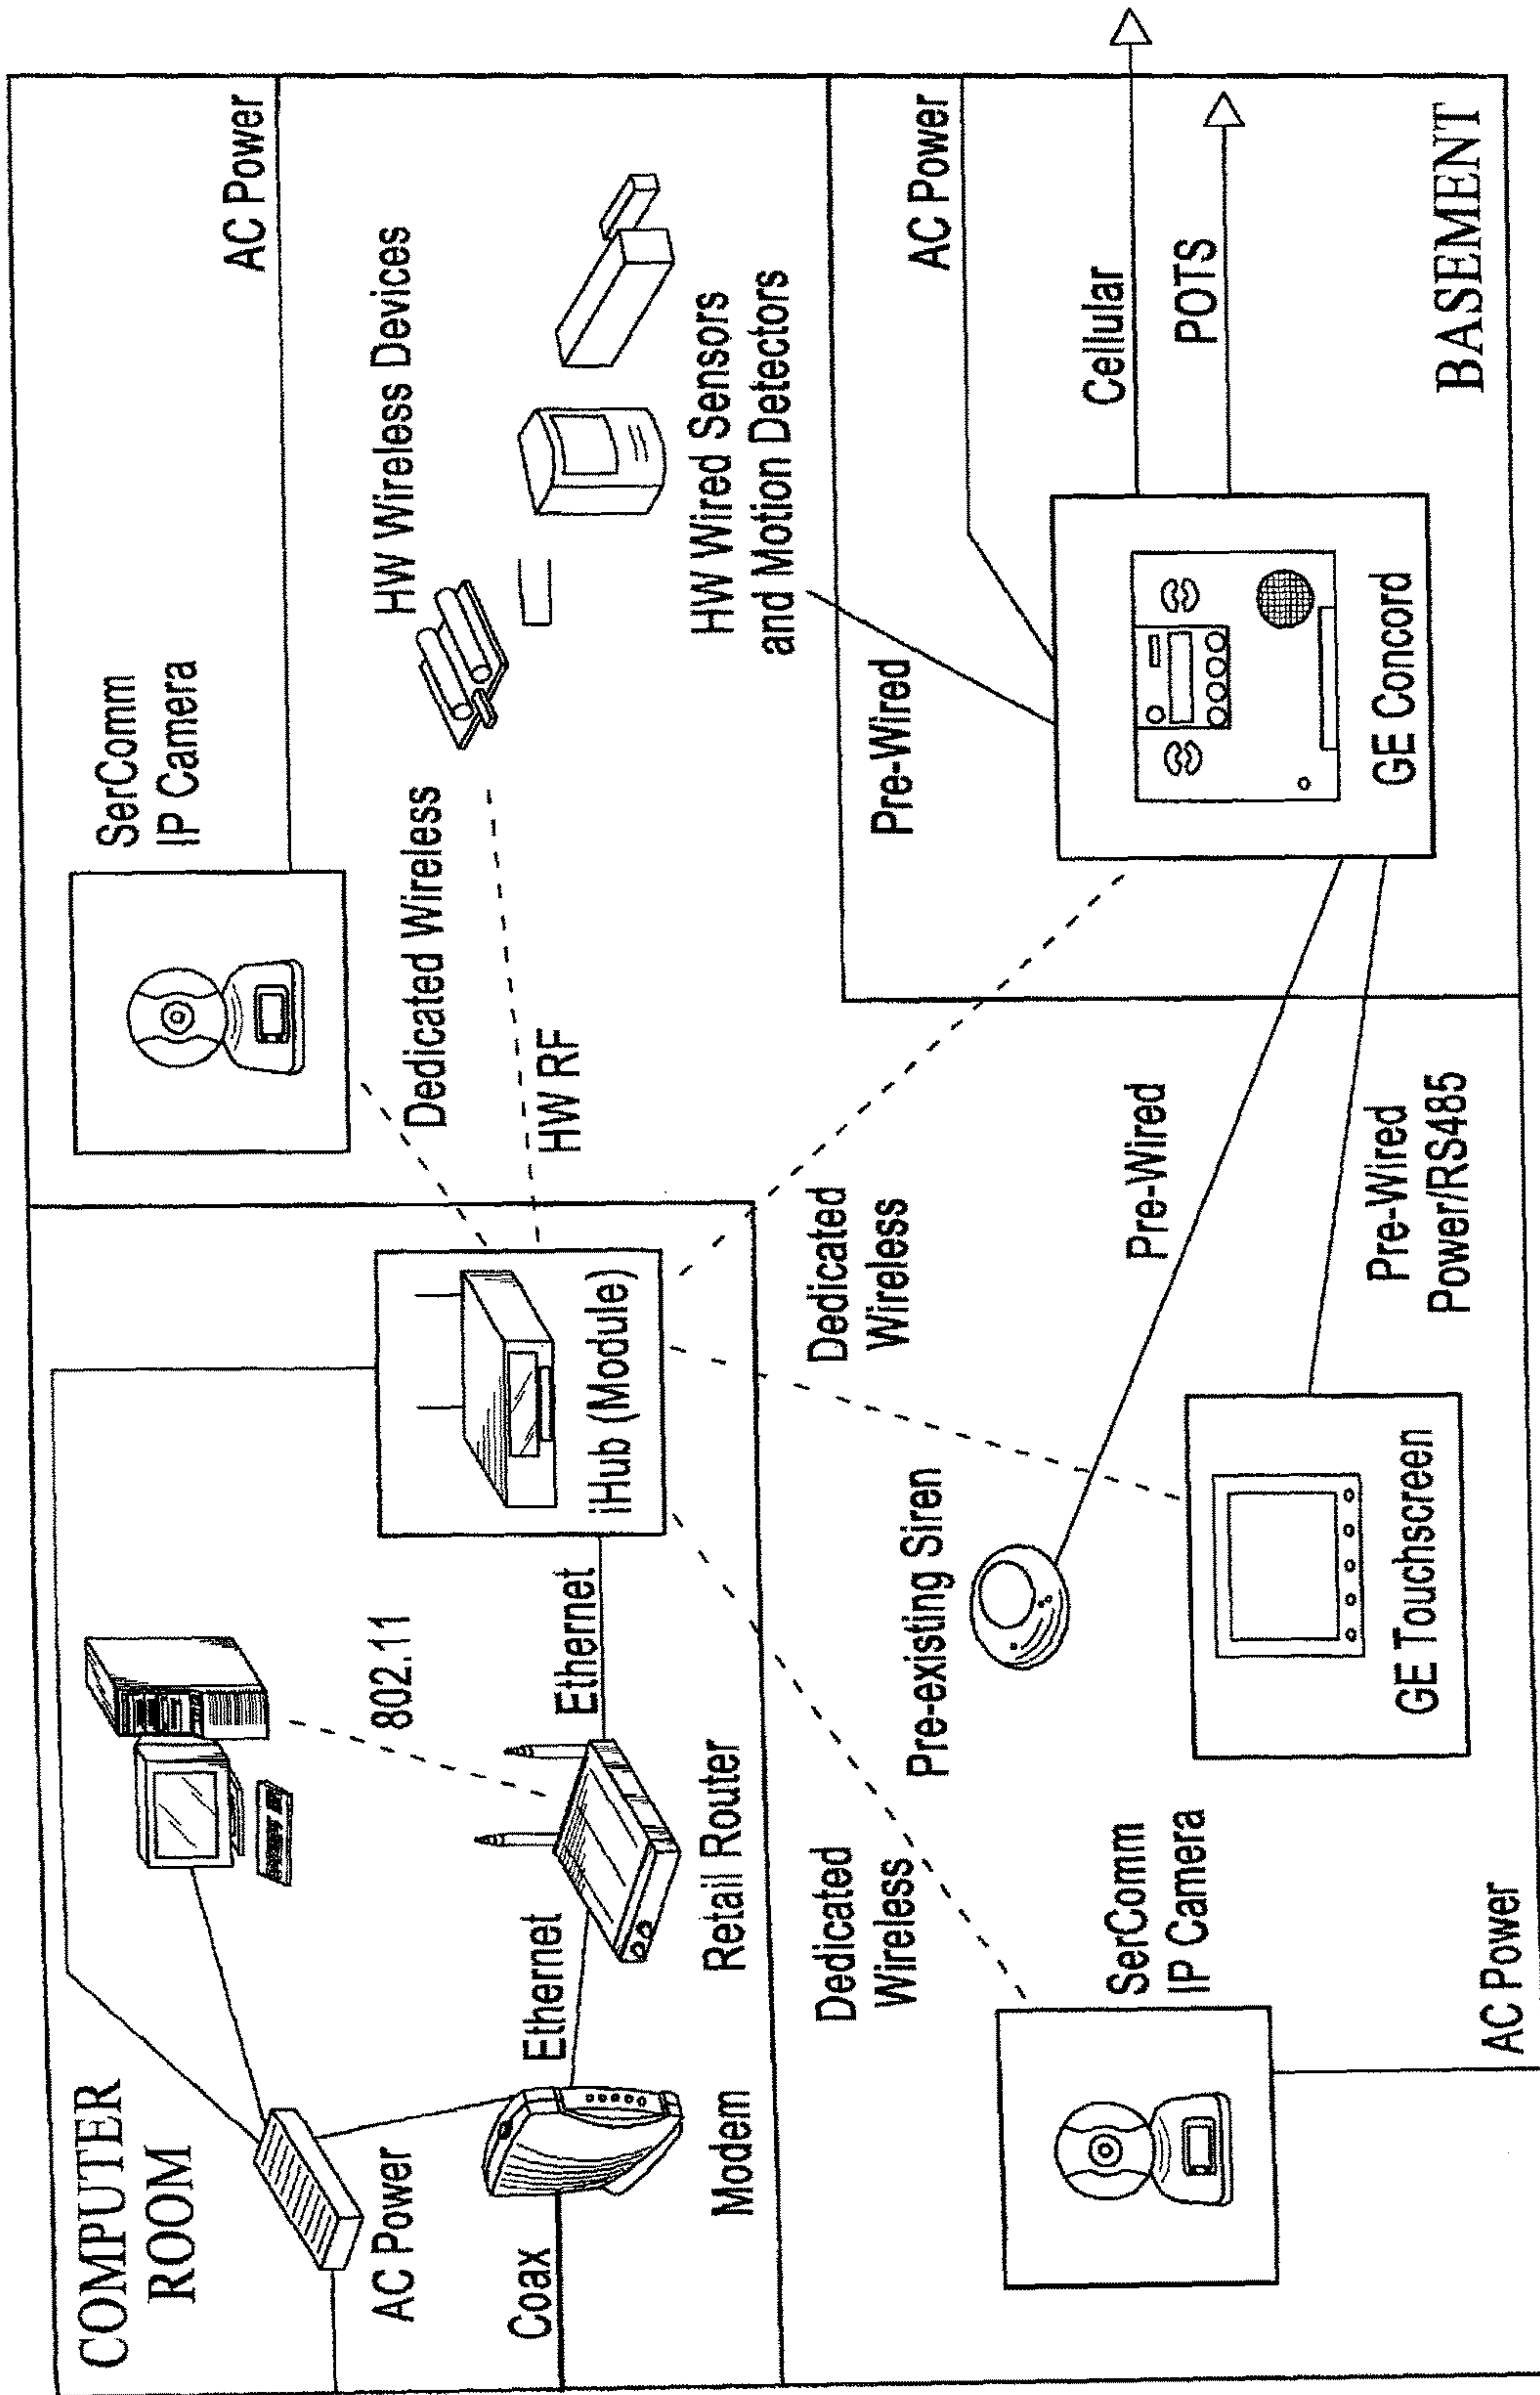 COMPUTER
ROOM
AC Power
Coax
Modem
Ethernet
Retail Router
802.11
Ethernet
iHub (Module)
SerComm
IP Camera
AC Power
Dedicated Wireless
HW RF
HW Wireless Devices
HW Wired Sensors
and Motion Detectors
Dedicated
Wireless
SerComm
IP Camera
AC Power
Pre-existing Siren
GE Touchscreen
Dedicated
Wireless
Pre-Wired
Pre-Wired
Power/RS485
Pre-Wired
AC Power
Cellular
POTS
GE Concord
BASEMENT